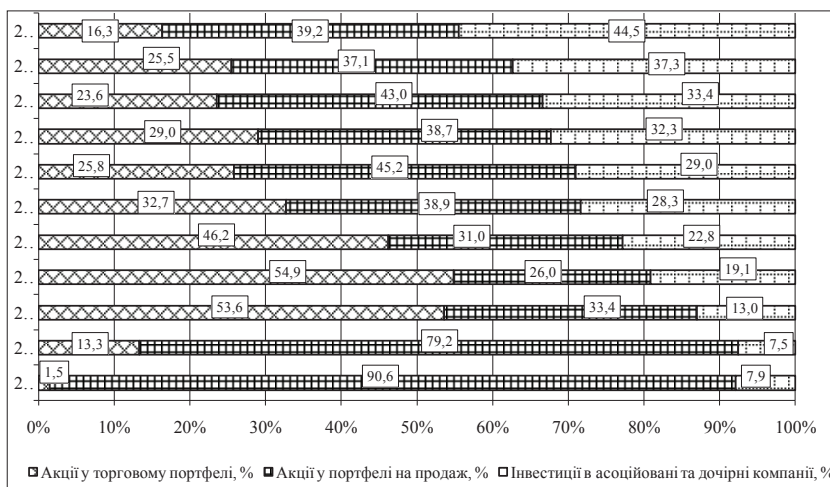 2.. 16,3 39,2 44,5
2.. 25,5 37,1 37,3
2.. 23,6 43,0 33,4
2.. 29,0 38,7 32,3
2.. 25,8 45,2 29,0
2.. 32,7 38,9 28,3
2.. 46,2 31,0 22,8
2.. 54,9 26,0 19,1
2.. 53,6 33,4 13,0
2.. 13,3 79,2 7,5
2.. 1,5 90,6 7,9
0% 10% 20% 30% 40% 50% 60% 70% 80% 90% 100%
Акції у торговому портфелі, % Акції у портфелі на продаж, % Інвестиції в асоційовані та дочірні компанії, %